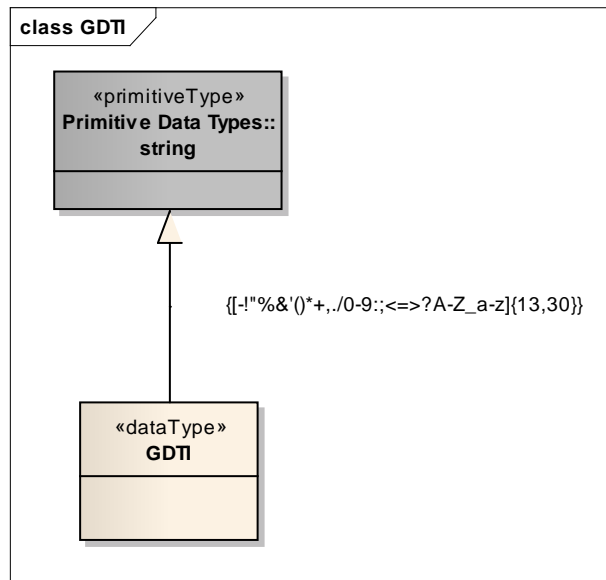 class GDTI
«primitiveType»
Primitive Data Types::
string
{[-!"%&'()*+,./0-9:;<=>?A-Z_a-z]{13,30}}
«dataType»
GDTI